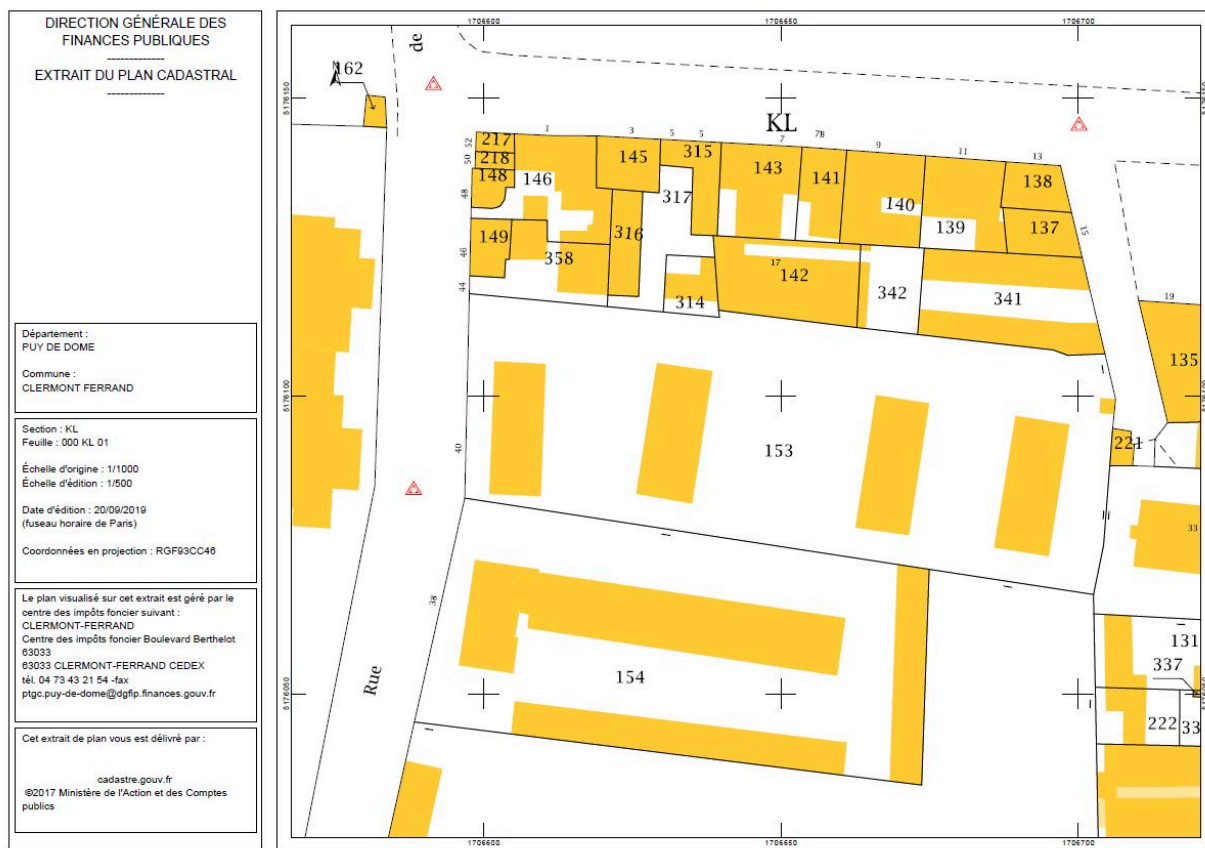 DIRECTION GÉNÉRALE DES
FINANCES PUBLIQUES
-------------
EXTRAIT DU PLAN CADASTRAL
-------------
Département :
PUY DE DOME
Commune :
CLERMONT FERRAND
Section : KL
Feuille : 000 KL 01
Échelle d'origine : 1/1000
Échelle d'édition : 1/500
Date d'édition : 20/09/2019
(fuseau horaire de Paris)
Coordonnées en projection : RGF93CC46
Le plan visualisé sur cet extrait est géré par le
centre des impôts foncier suivant :
CLERMONT-FERRAND
Centre des impôts foncier Boulevard Berthelot
63033
63033 CLERMONT-FERRAND CEDEX
tél. 04 73 43 21 54 -fax
ptgc.puy-de-dome@dgfip.finances.gouv.fr
Cet extrait de plan vous est délivré par :
cadastre.gouv.fr
©2017 Ministère de l'Action et des Comptes
publics
1706600 1706650 1706700
de
N
162
5176150 5176150
KL
1 3 5 5 7 7B 9 11 13
52 217 145 315 143 141 138
50 218
148 146 317 140 139 137
48
149 316 15
46 358 17 142
44 314 342 341 19
135
5176100 5176100
221
40 153
33
38
131
337
154
Rue
5176050 5176050
222 33
1706600 1706650 1706700